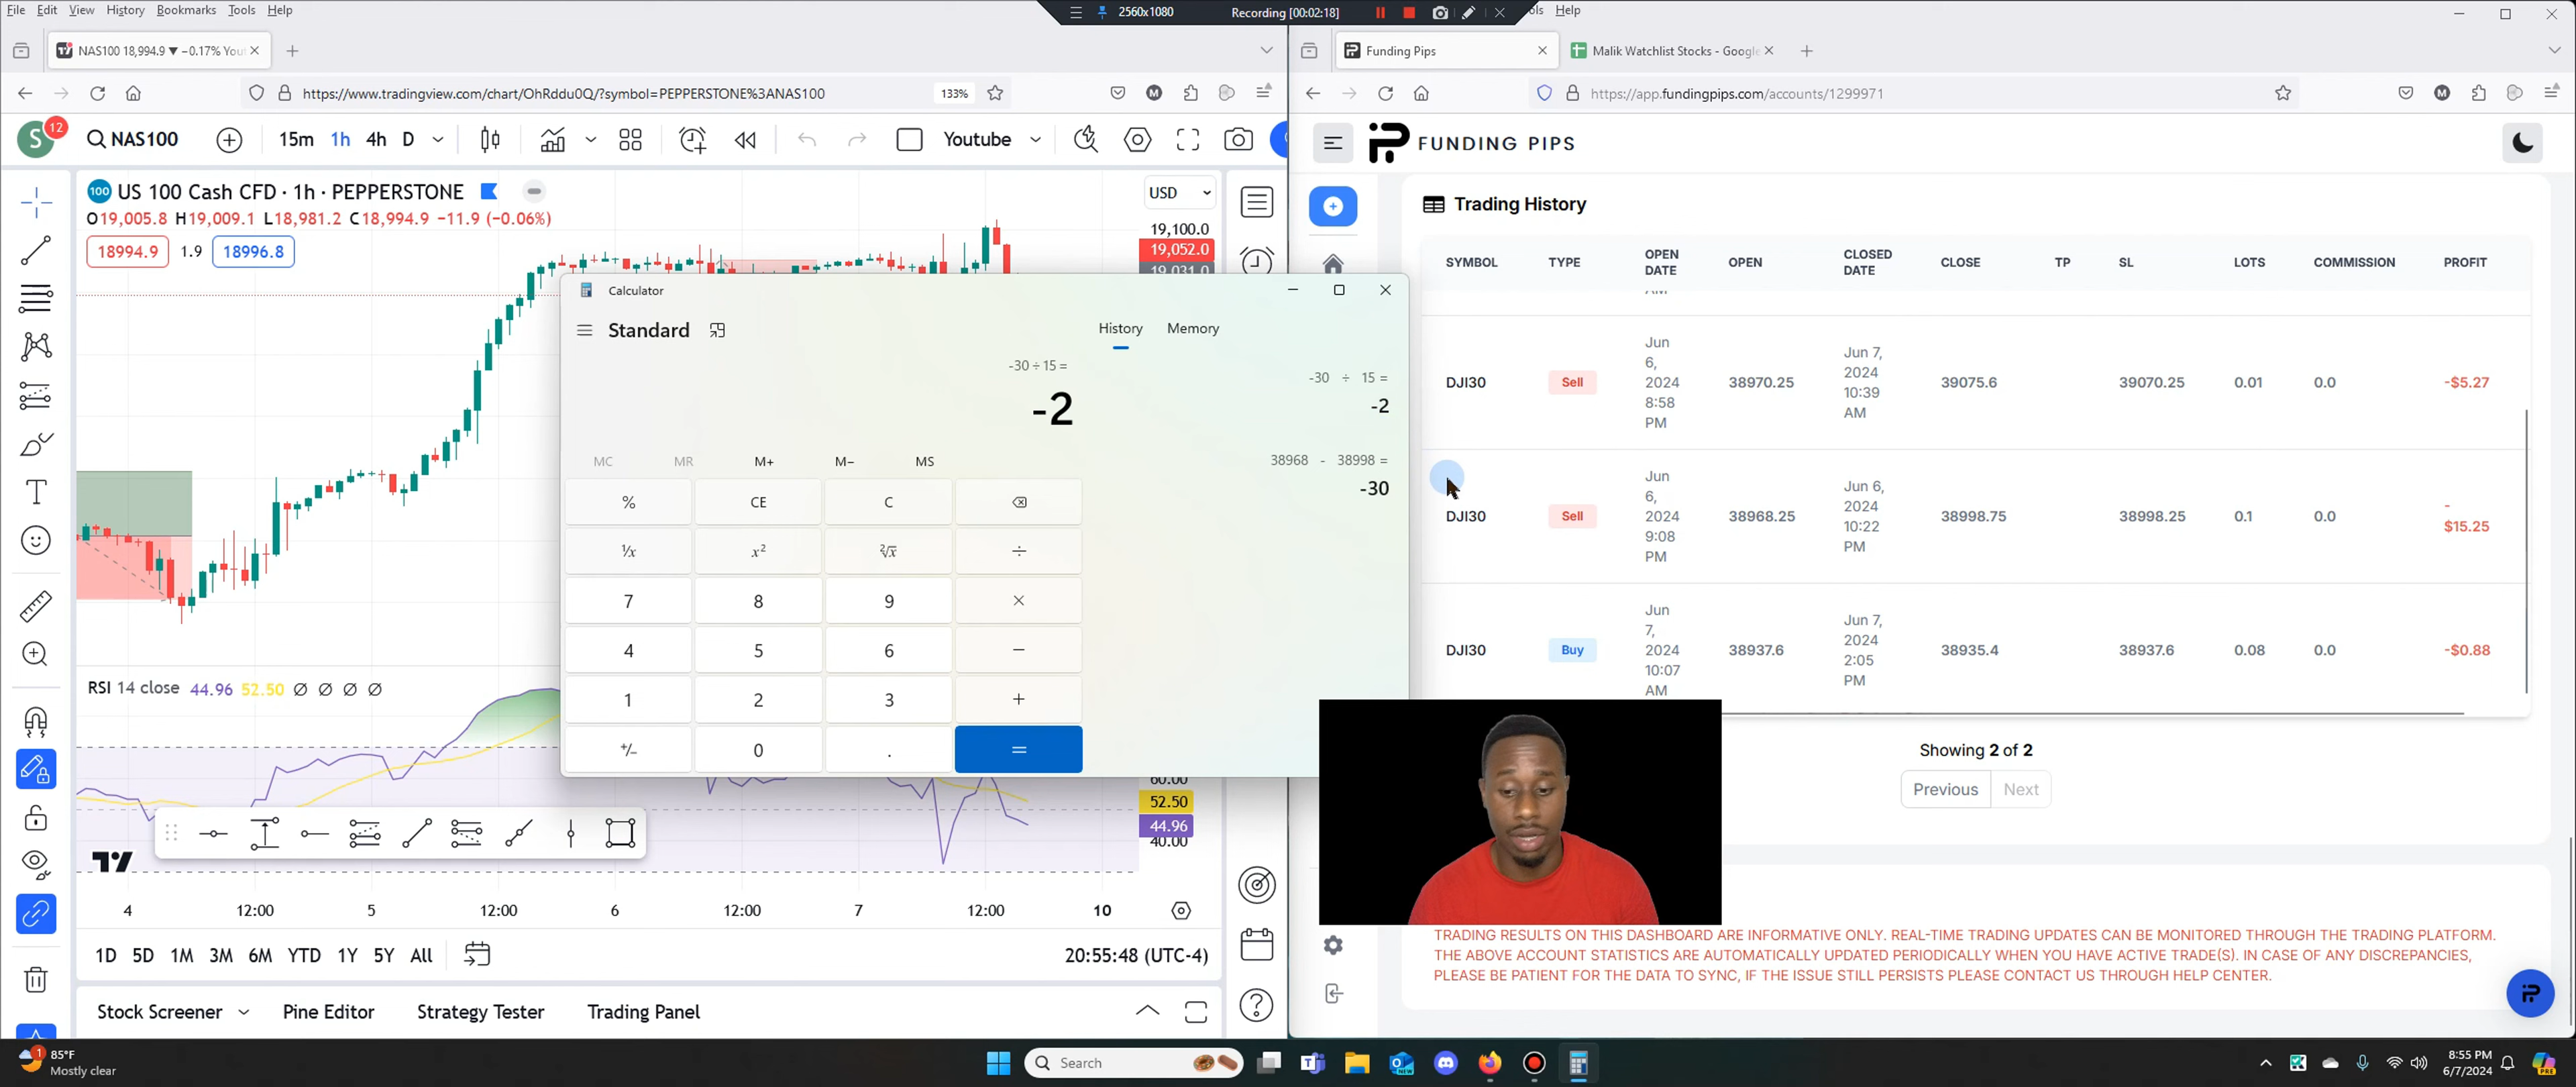 File Edit View History Bookmarks Tools Help
2560x1080 Recording [00:02:18]
ols Help
NAS100 18,994.9 ▼ −0.17% You
Funding Pips
Malik Watchlist Stocks - Google
https://www.tradingview.com/chart/OhRddu0Q/?symbol=PEPPERSTONE%3ANAS100
133%
https://app.fundingpips.com/accounts/1299971
S 12
NAS100
15m 1h 4h D
Youtube
FUNDING PIPS
100 US 100 Cash CFD · 1h · PEPPERSTONE
USD
O19,005.8 H19,009.1 L18,981.2 C18,994.9 −11.9 (−0.06%)
18994.9 1.9 18996.8
19,100.0
19,052.0
19,031.0
Calculator
Standard
History Memory
-30 ÷ 15 =
-2
-30 ÷ 15 =
-2
38968 - 38998 =
-30
MC MR M+ M− MS
% CE C
¹/x x² ²√x ÷
7 8 9 ×
4 5 6 −
1 2 3 +
+/− 0 . =
Trading History
SYMBOL TYPE OPEN DATE OPEN CLOSED DATE CLOSE TP SL LOTS COMMISSION PROFIT
AM
DJI30 Sell Jun 6, 2024 8:58 PM 38970.25 Jun 7, 2024 10:39 AM 39075.6 39070.25 0.01 0.0 -$5.27
DJI30 Sell Jun 6, 2024 9:08 PM 38968.25 Jun 6, 2024 10:22 PM 38998.75 38998.25 0.1 0.0 -$15.25
DJI30 Buy Jun 7, 2024 10:07 AM 38937.6 Jun 7, 2024 2:05 PM 38935.4 38937.6 0.08 0.0 -$0.88
Showing 2 of 2
Previous Next
RSI 14 close 44.96 52.50
60.00
52.50
44.96
40.00
4 12:00 5 12:00 6 12:00 7 12:00 10
1D 5D 1M 3M 6M YTD 1Y 5Y All
20:55:48 (UTC-4)
Stock Screener Pine Editor Strategy Tester Trading Panel
TRADING RESULTS ON THIS DASHBOARD ARE INFORMATIVE ONLY. REAL-TIME TRADING UPDATES CAN BE MONITORED THROUGH THE TRADING PLATFORM.
THE ABOVE ACCOUNT STATISTICS ARE AUTOMATICALLY UPDATED PERIODICALLY WHEN YOU HAVE ACTIVE TRADE(S). IN CASE OF ANY DISCREPANCIES,
PLEASE BE PATIENT FOR THE DATA TO SYNC, IF THE ISSUE STILL PERSISTS PLEASE CONTACT US THROUGH HELP CENTER.
1
85°F
Mostly clear
Search
8:55 PM
6/7/2024